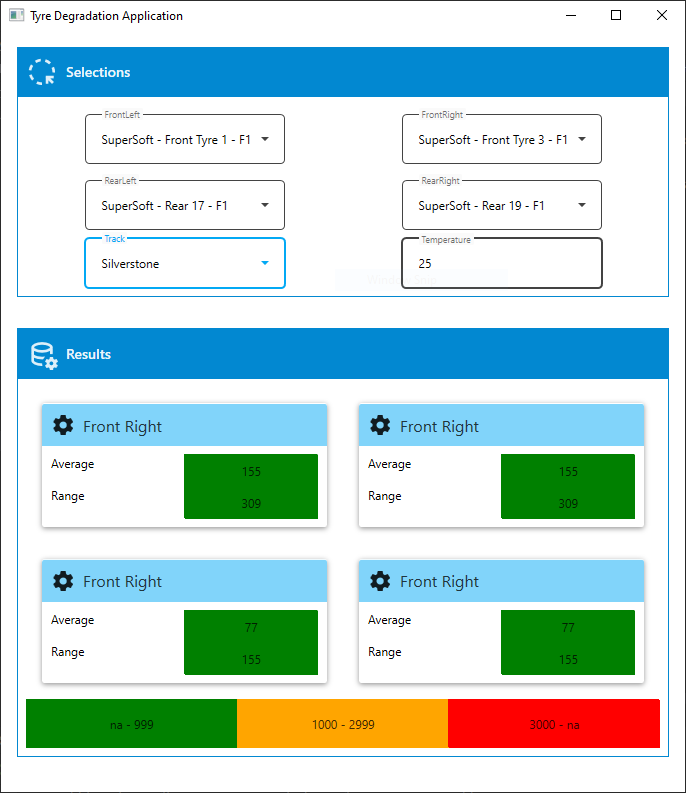 Tyre Degradation Application
Selections
FrontLeft
SuperSoft - Front Tyre 1 - F1
FrontRight
SuperSoft - Front Tyre 3 - F1
RearLeft
SuperSoft - Rear 17 - F1
RearRight
SuperSoft - Rear 19 - F1
Track
Silverstone
Temperature
25
Results
Front Right
Average 155
Range 309
Front Right
Average 155
Range 309
Front Right
Average 77
Range 155
Front Right
Average 77
Range 155
na - 999 1000 - 2999 3000 - na